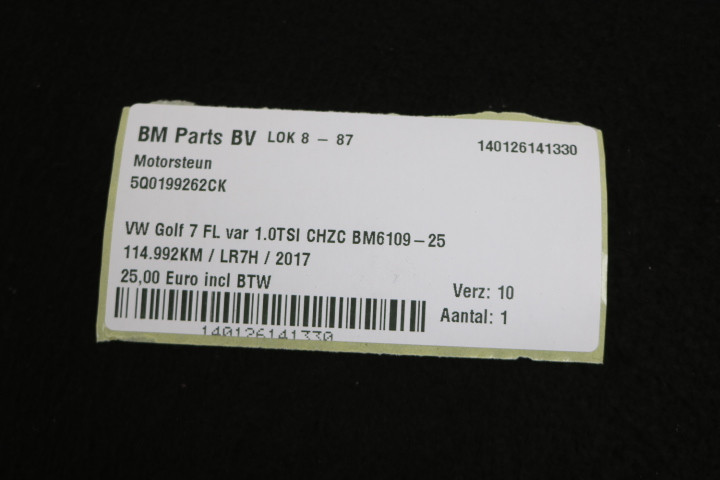 BM Parts BV LOK 8 – 87 140126141330
Motorsteun
5Q0199262CK
VW Golf 7 FL var 1.0TSI CHZC BM6109-25
114.992KM / LR7H / 2017
25,00 Euro incl BTW
Verz: 10
Aantal: 1
140126141330